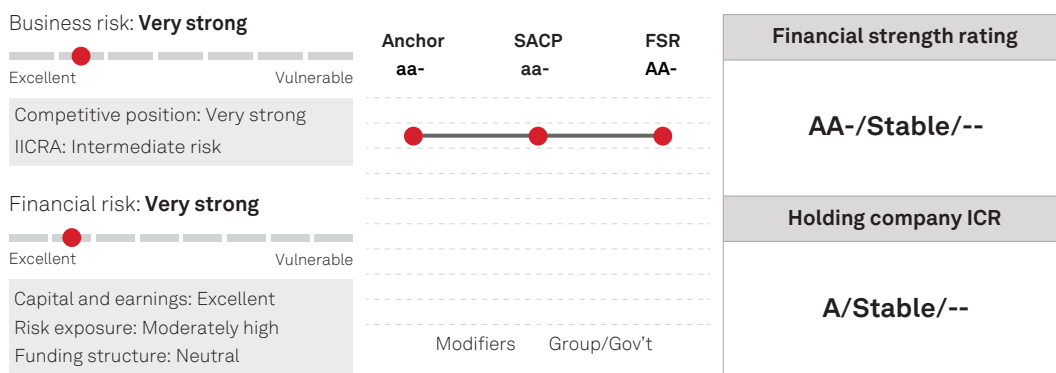 Business risk: Very strong
Excellent Vulnerable
Competitive position: Very strong
IICRA: Intermediate risk
Financial risk: Very strong
Excellent Vulnerable
Capital and earnings: Excellent
Risk exposure: Moderately high
Funding structure: Neutral
Anchor SACP FSR
aa- aa- AA-
Modifiers Group/Gov't
Financial strength rating
AA-/Stable/--
Holding company ICR
A/Stable/--